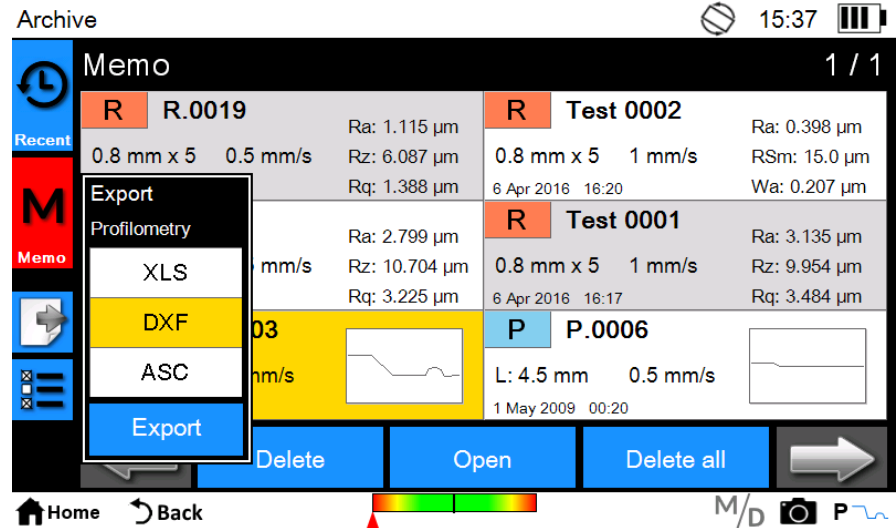 Archive
15:37
Memo
1 / 1
Recent
M
Memo
R R.0019
Ra: 1.115 µm
0.8 mm x 5 0.5 mm/s
Rz: 6.087 µm
Rq: 1.388 µm
R Test 0002
Ra: 0.398 µm
0.8 mm x 5 1 mm/s
RSm: 15.0 µm
6 Apr 2016 16:20
Wa: 0.207 µm
Ra: 2.799 µm
mm/s
Rz: 10.704 µm
Rq: 3.225 µm
R Test 0001
Ra: 3.135 µm
0.8 mm x 5 1 mm/s
Rz: 9.954 µm
6 Apr 2016 16:17
Rq: 3.484 µm
03
mm/s
P P.0006
L: 4.5 mm 0.5 mm/s
1 May 2009 00:20
Export
Profilometry
XLS
DXF
ASC
Export
Delete
Open
Delete all
Home
Back
M/D
P